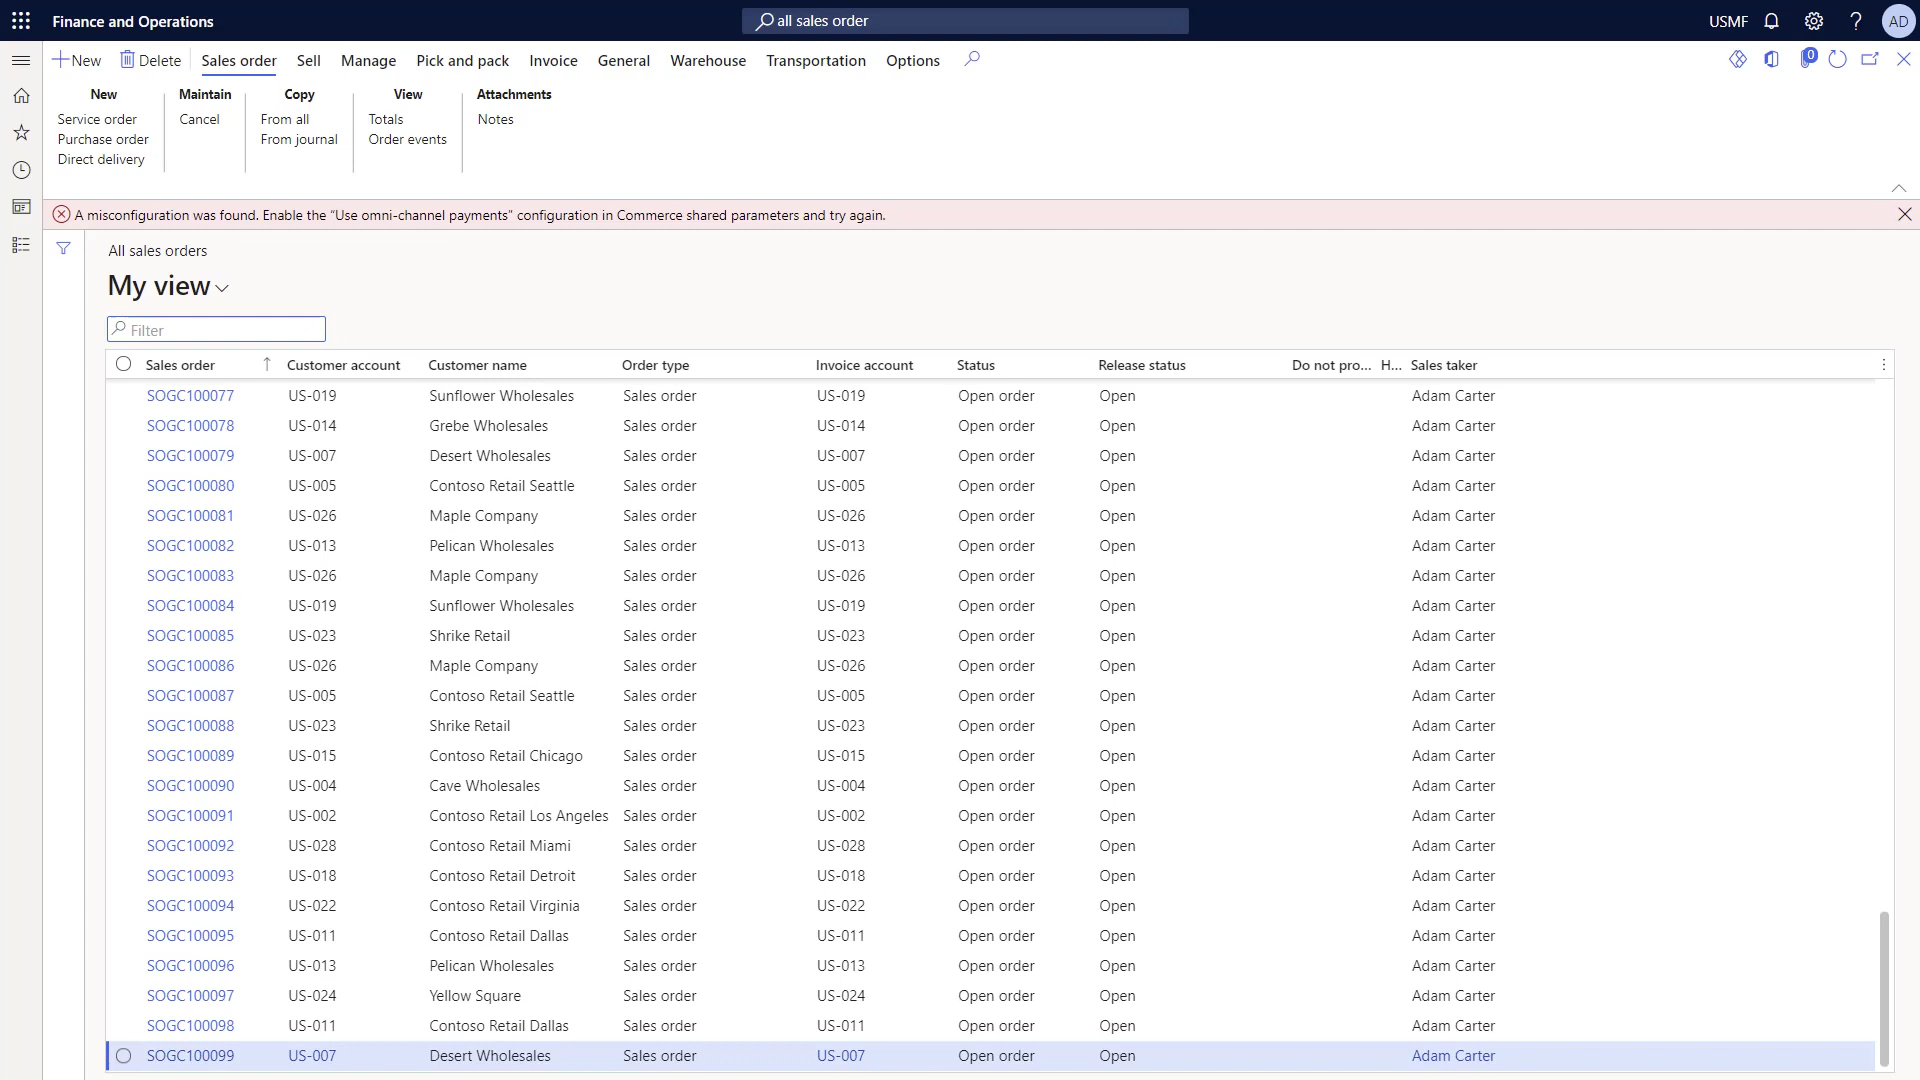 Finance and Operations
all sales order
USMF
AD
New Delete Sales order Sell Manage Pick and pack Invoice General Warehouse Transportation Options
0
New Maintain Copy View Attachments
Service order Cancel From all Totals Notes
Purchase order From journal Order events
Direct delivery
A misconfiguration was found. Enable the “Use omni-channel payments” configuration in Commerce shared parameters and try again.
All sales orders
My view
Filter
Sales order Customer account Customer name Order type Invoice account Status Release status Do not pro... H... Sales taker
SOGC100077 US-019 Sunflower Wholesales Sales order US-019 Open order Open Adam Carter
SOGC100078 US-014 Grebe Wholesales Sales order US-014 Open order Open Adam Carter
SOGC100079 US-007 Desert Wholesales Sales order US-007 Open order Open Adam Carter
SOGC100080 US-005 Contoso Retail Seattle Sales order US-005 Open order Open Adam Carter
SOGC100081 US-026 Maple Company Sales order US-026 Open order Open Adam Carter
SOGC100082 US-013 Pelican Wholesales Sales order US-013 Open order Open Adam Carter
SOGC100083 US-026 Maple Company Sales order US-026 Open order Open Adam Carter
SOGC100084 US-019 Sunflower Wholesales Sales order US-019 Open order Open Adam Carter
SOGC100085 US-023 Shrike Retail Sales order US-023 Open order Open Adam Carter
SOGC100086 US-026 Maple Company Sales order US-026 Open order Open Adam Carter
SOGC100087 US-005 Contoso Retail Seattle Sales order US-005 Open order Open Adam Carter
SOGC100088 US-023 Shrike Retail Sales order US-023 Open order Open Adam Carter
SOGC100089 US-015 Contoso Retail Chicago Sales order US-015 Open order Open Adam Carter
SOGC100090 US-004 Cave Wholesales Sales order US-004 Open order Open Adam Carter
SOGC100091 US-002 Contoso Retail Los Angeles Sales order US-002 Open order Open Adam Carter
SOGC100092 US-028 Contoso Retail Miami Sales order US-028 Open order Open Adam Carter
SOGC100093 US-018 Contoso Retail Detroit Sales order US-018 Open order Open Adam Carter
SOGC100094 US-022 Contoso Retail Virginia Sales order US-022 Open order Open Adam Carter
SOGC100095 US-011 Contoso Retail Dallas Sales order US-011 Open order Open Adam Carter
SOGC100096 US-013 Pelican Wholesales Sales order US-013 Open order Open Adam Carter
SOGC100097 US-024 Yellow Square Sales order US-024 Open order Open Adam Carter
SOGC100098 US-011 Contoso Retail Dallas Sales order US-011 Open order Open Adam Carter
SOGC100099 US-007 Desert Wholesales Sales order US-007 Open order Open Adam Carter